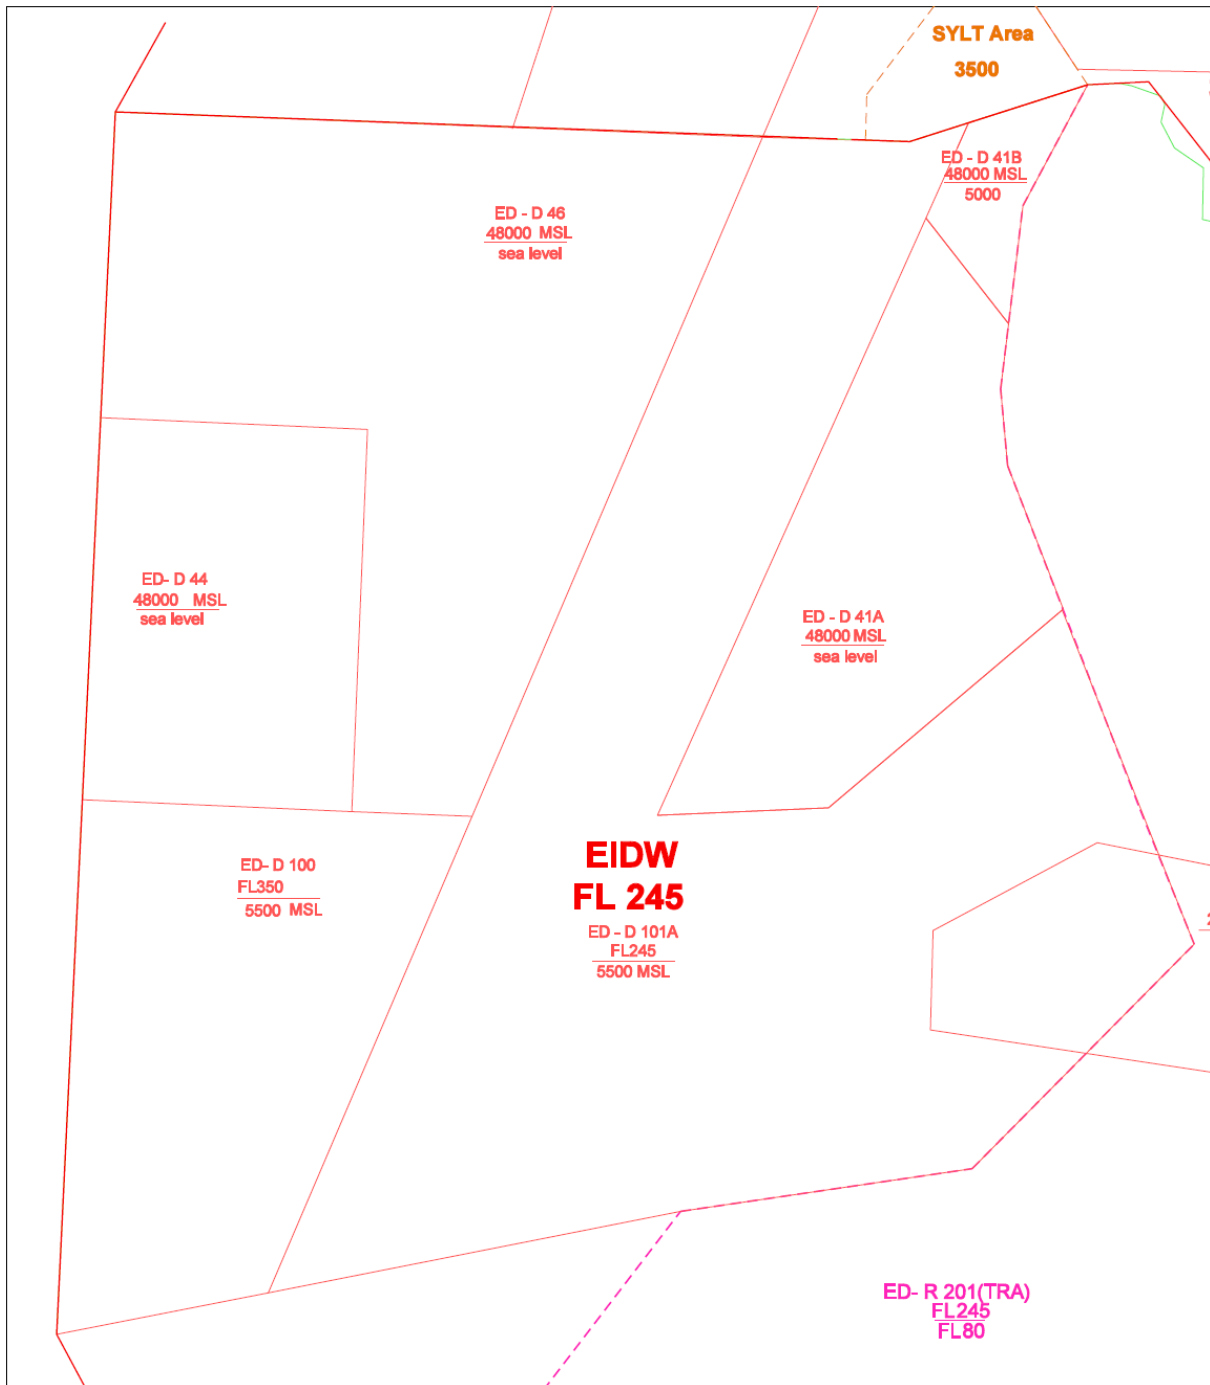 SYLT Area
3500
ED - D 41B
48000 MSL
5000
ED - D 46
48000 MSL
sea level
ED- D 44
48000 MSL
sea level
ED - D 41A
48000 MSL
sea level
EIDW
FL 245
ED- D 100
FL350
5500 MSL
ED - D 101A
FL245
5500 MSL
ED- R 201(TRA)
FL245
FL80